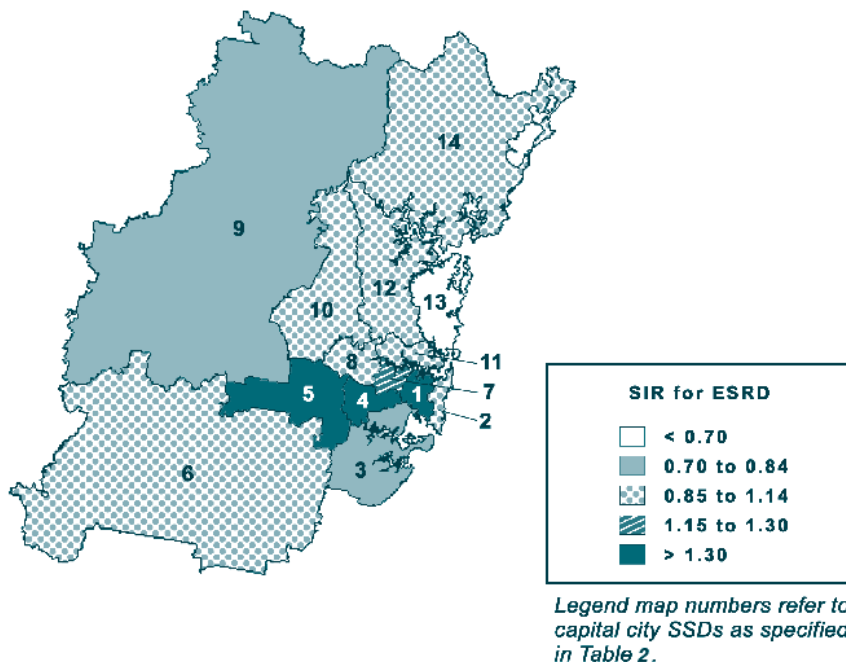 14
9
12
13
10
11
8
7
5
1
4
2
3
6
SIR for ESRD
< 0.70
0.70 to 0.84
0.85 to 1.14
1.15 to 1.30
> 1.30
Legend map numbers refer to
capital city SSDs as specified
in Table 2.